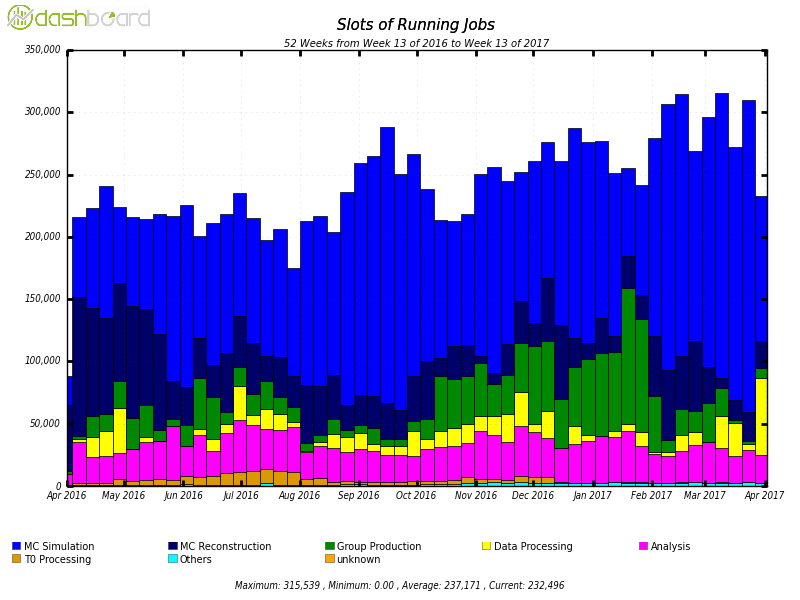 dashboard
Slots of Running Jobs
52 Weeks from Week 13 of 2016 to Week 13 of 2017
350,000
300,000
250,000
200,000
150,000
100,000
50,000
0
Apr 2016 May 2016 Jun 2016 Jul 2016 Aug 2016 Sep 2016 Oct 2016 Nov 2016 Dec 2016 Jan 2017 Feb 2017 Mar 2017 Apr 2017
MC Simulation MC Reconstruction Group Production Data Processing Analysis
T0 Processing Others unknown
Maximum: 315,539 , Minimum: 0.00 , Average: 237,171 , Current: 232,496